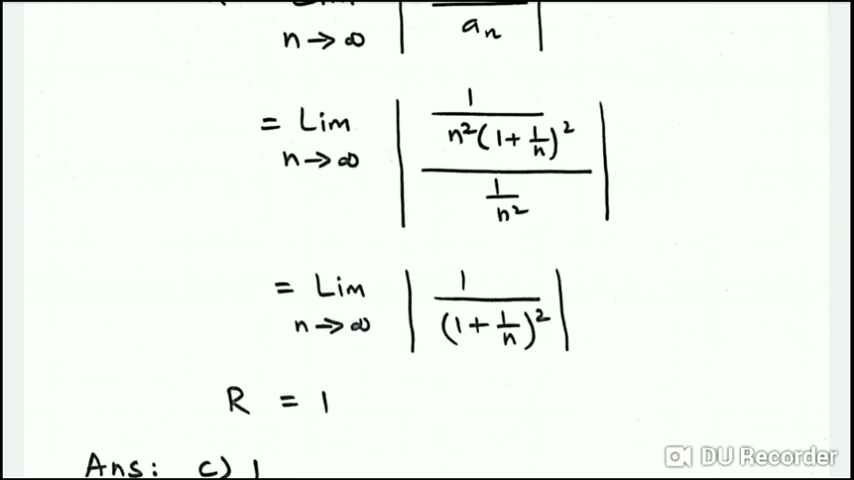 n→∞ | aₙ |
= Lim n→∞ | 1/(n²(1+1/n)²) / (1/n²) |
= Lim n→∞ | 1/(1+1/n)² |
R = 1
Ans: c) 1
DU Recorder